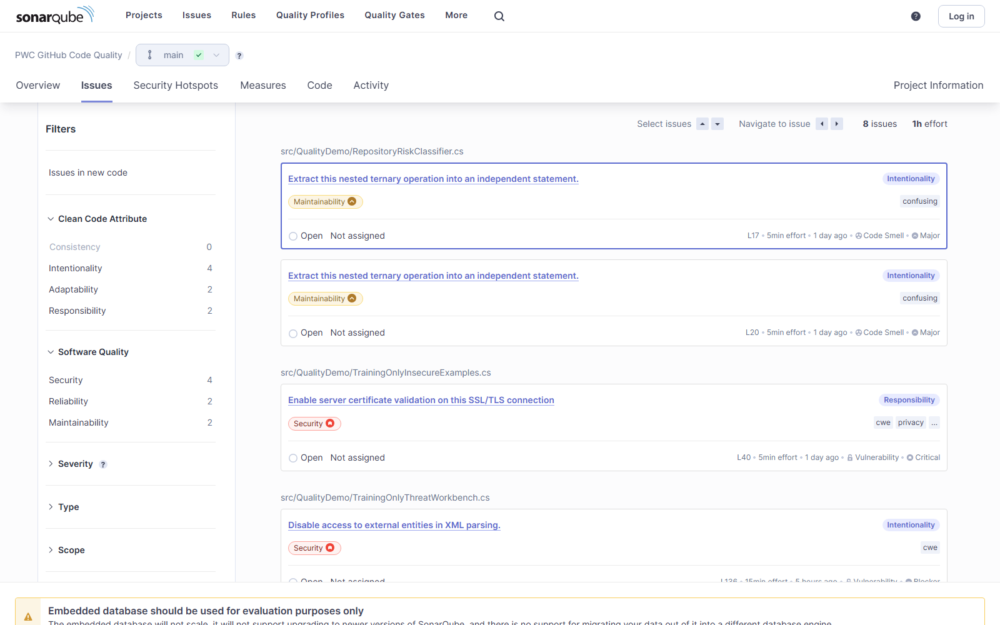 sonarqube
Projects Issues Rules Quality Profiles Quality Gates More
? Log in
PWC GitHub Code Quality / main ?
Overview Issues Security Hotspots Measures Code Activity Project Information
Filters
Issues in new code
Clean Code Attribute
Consistency 0
Intentionality 4
Adaptability 2
Responsibility 2
Software Quality
Security 4
Reliability 2
Maintainability 2
Severity ?
Type
Scope
Select issues Navigate to issue 8 issues 1h effort
src/QualityDemo/RepositoryRiskClassifier.cs
Extract this nested ternary operation into an independent statement. Intentionality
Maintainability confusing
Open Not assigned L17 • 5min effort • 1 day ago • Code Smell • Major
Extract this nested ternary operation into an independent statement. Intentionality
Maintainability confusing
Open Not assigned L20 • 5min effort • 1 day ago • Code Smell • Major
src/QualityDemo/TrainingOnlyInsecureExamples.cs
Enable server certificate validation on this SSL/TLS connection Responsibility
Security cwe privacy ...
Open Not assigned L40 • 5min effort • 1 day ago • Vulnerability • Critical
src/QualityDemo/TrainingOnlyThreatWorkbench.cs
Disable access to external entities in XML parsing. Intentionality
Security cwe
Open Not assigned L136 • 15min effort • 5 hours ago • Vulnerability • Blocker
Embedded database should be used for evaluation purposes only
The embedded database will not scale, it will not support upgrading to newer versions of SonarQube, and there is no support for migrating your data out of it into a different database engine.